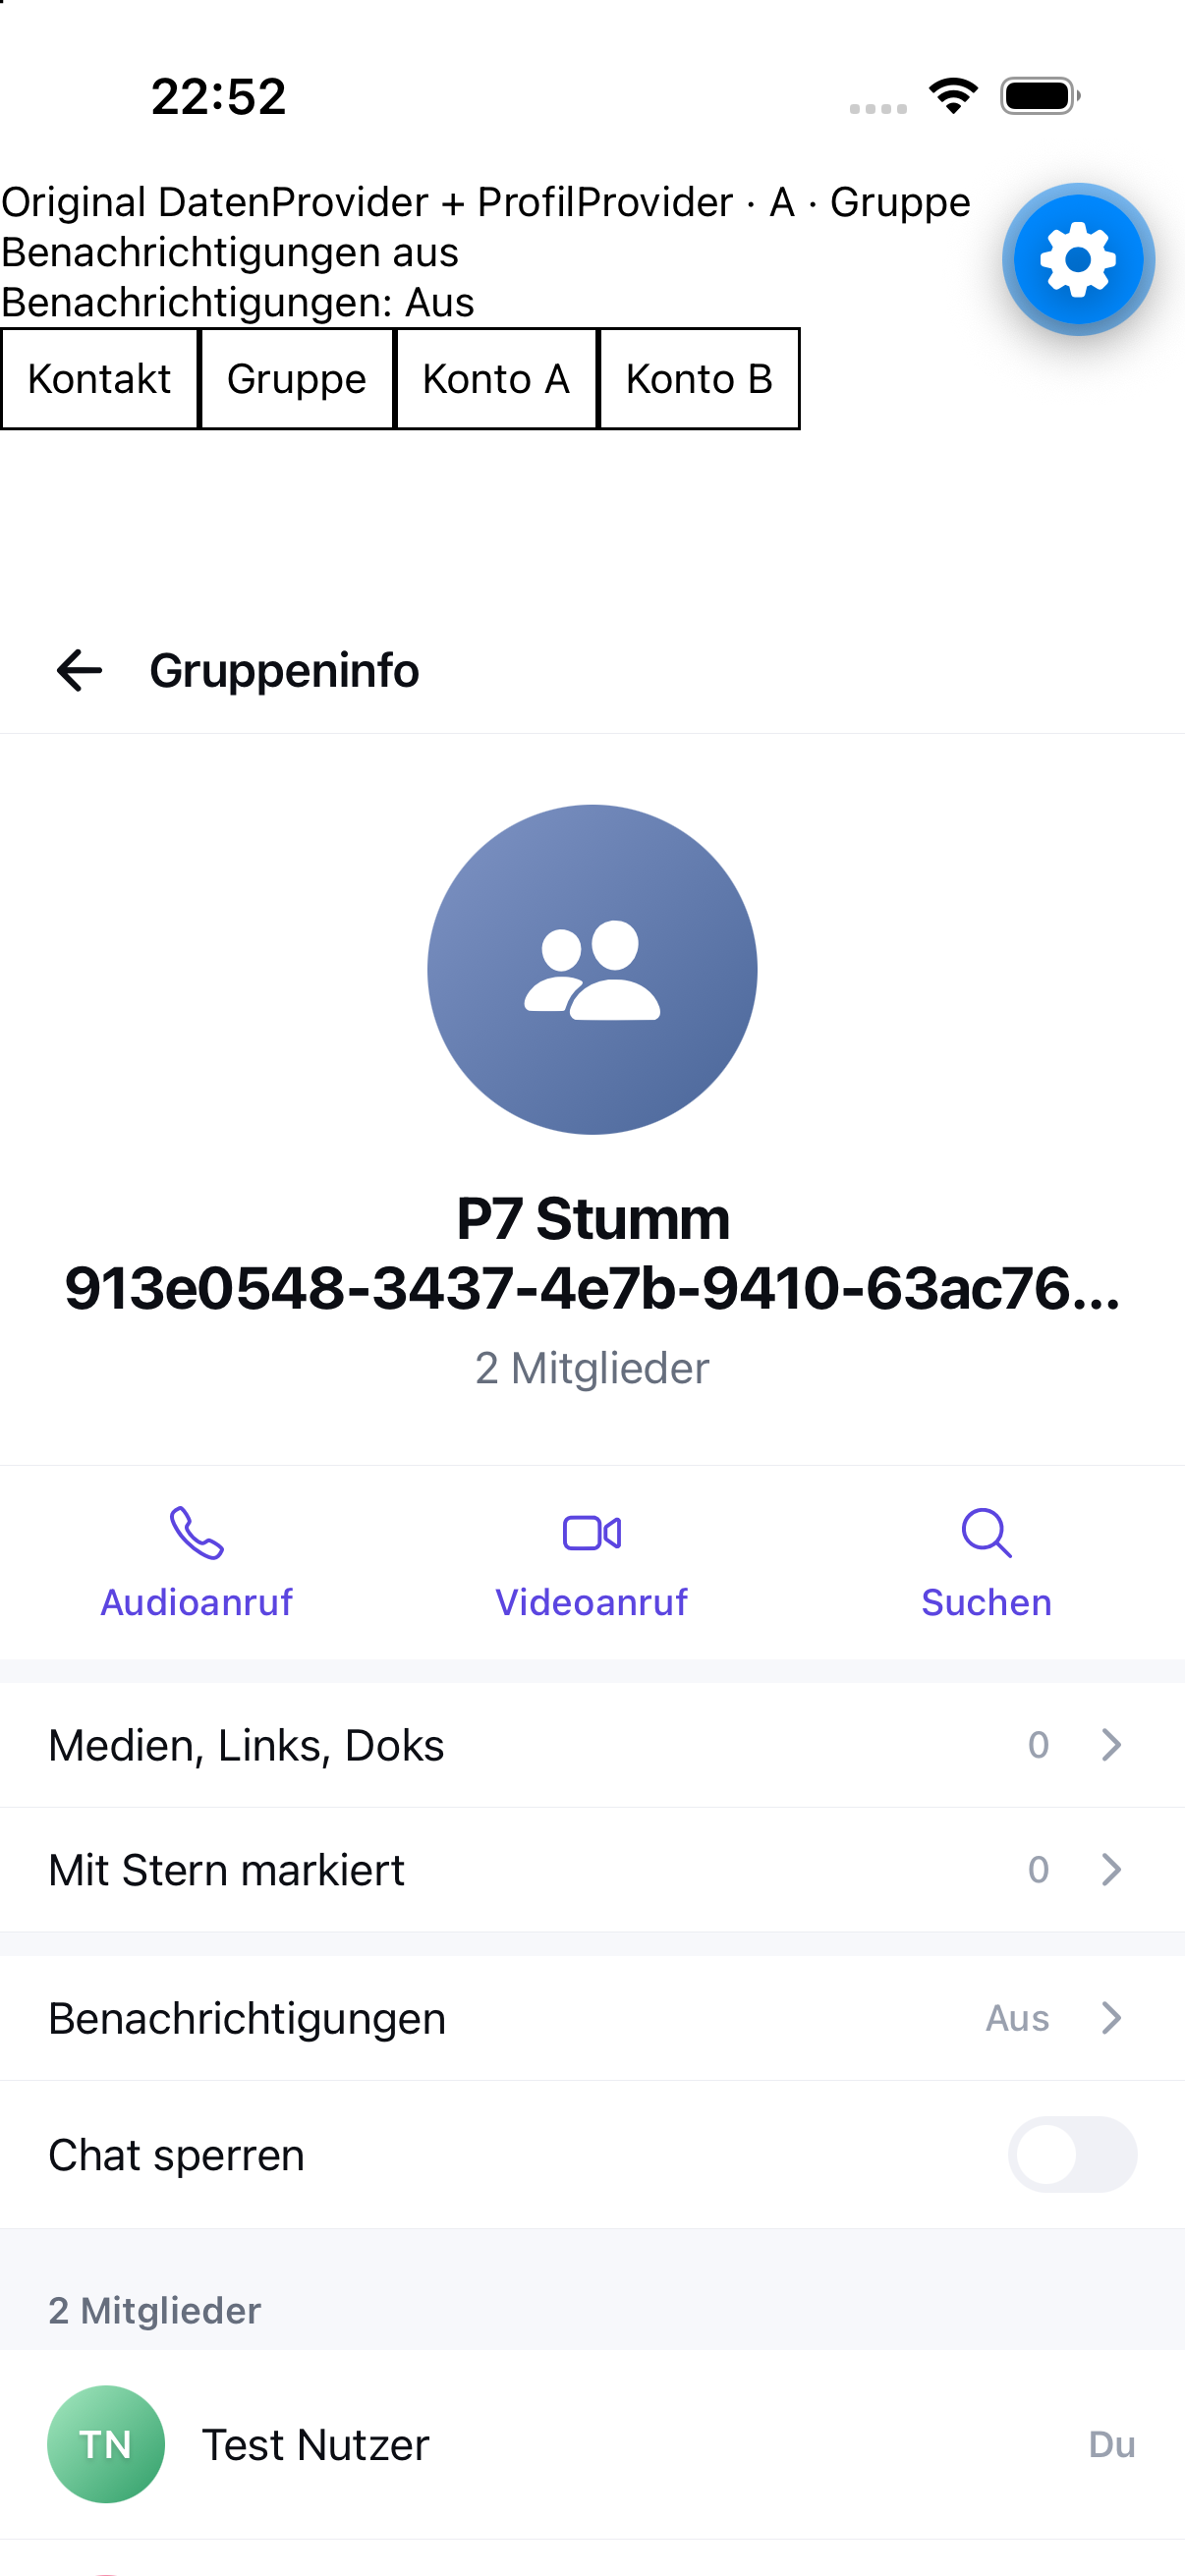 22:52
Original DatenProvider + ProfilProvider · A · Gruppe
Benachrichtigungen aus
Benachrichtigungen: Aus
Kontakt Gruppe Konto A Konto B
Gruppeninfo
P7 Stumm
913e0548-3437-4e7b-9410-63ac76...
2 Mitglieder
Audioanruf Videoanruf Suchen
Medien, Links, Doks 0
Mit Stern markiert 0
Benachrichtigungen Aus
Chat sperren
2 Mitglieder
TN Test Nutzer Du